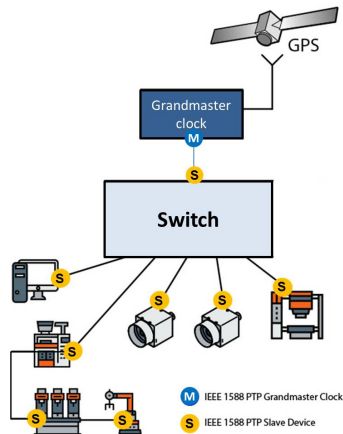 GPS
Grandmaster
clock
M
S
Switch
S
S
S
S
S
S
S
M IEEE 1588 PTP Grandmaster Clock
S IEEE 1588 PTP Slave Device